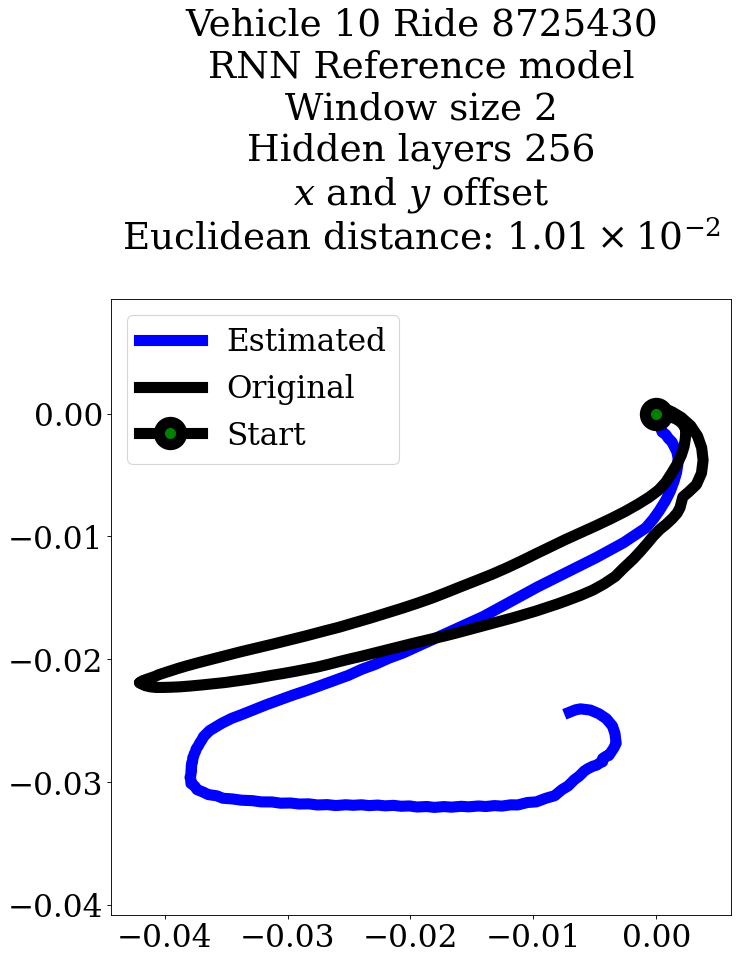 Vehicle 10 Ride 8725430
RNN Reference model
Window size 2
Hidden layers 256
x and y offset
Euclidean distance: 1.01 × 10⁻²
Estimated
Original
Start
0.00
−0.01
−0.02
−0.03
−0.04
−0.04 −0.03 −0.02 −0.01 0.00